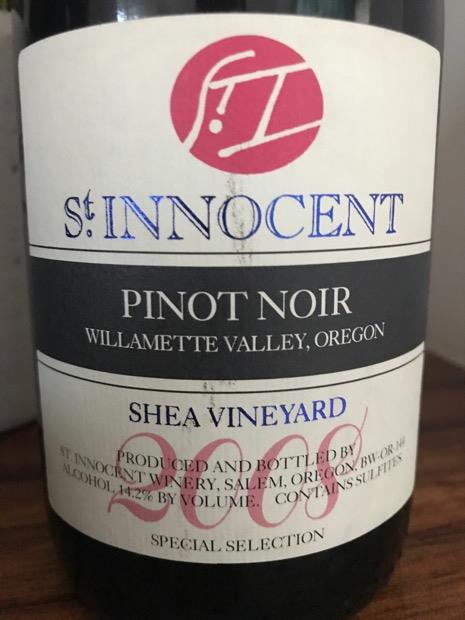 STI
St. INNOCENT
PINOT NOIR
WILLAMETTE VALLEY, OREGON
SHEA VINEYARD
2008
PRODUCED AND BOTTLED BY
ST. INNOCENT WINERY, SALEM, OREGON, BW-OR-144
ALCOHOL 14.2% BY VOLUME. CONTAINS SULFITES.
SPECIAL SELECTION